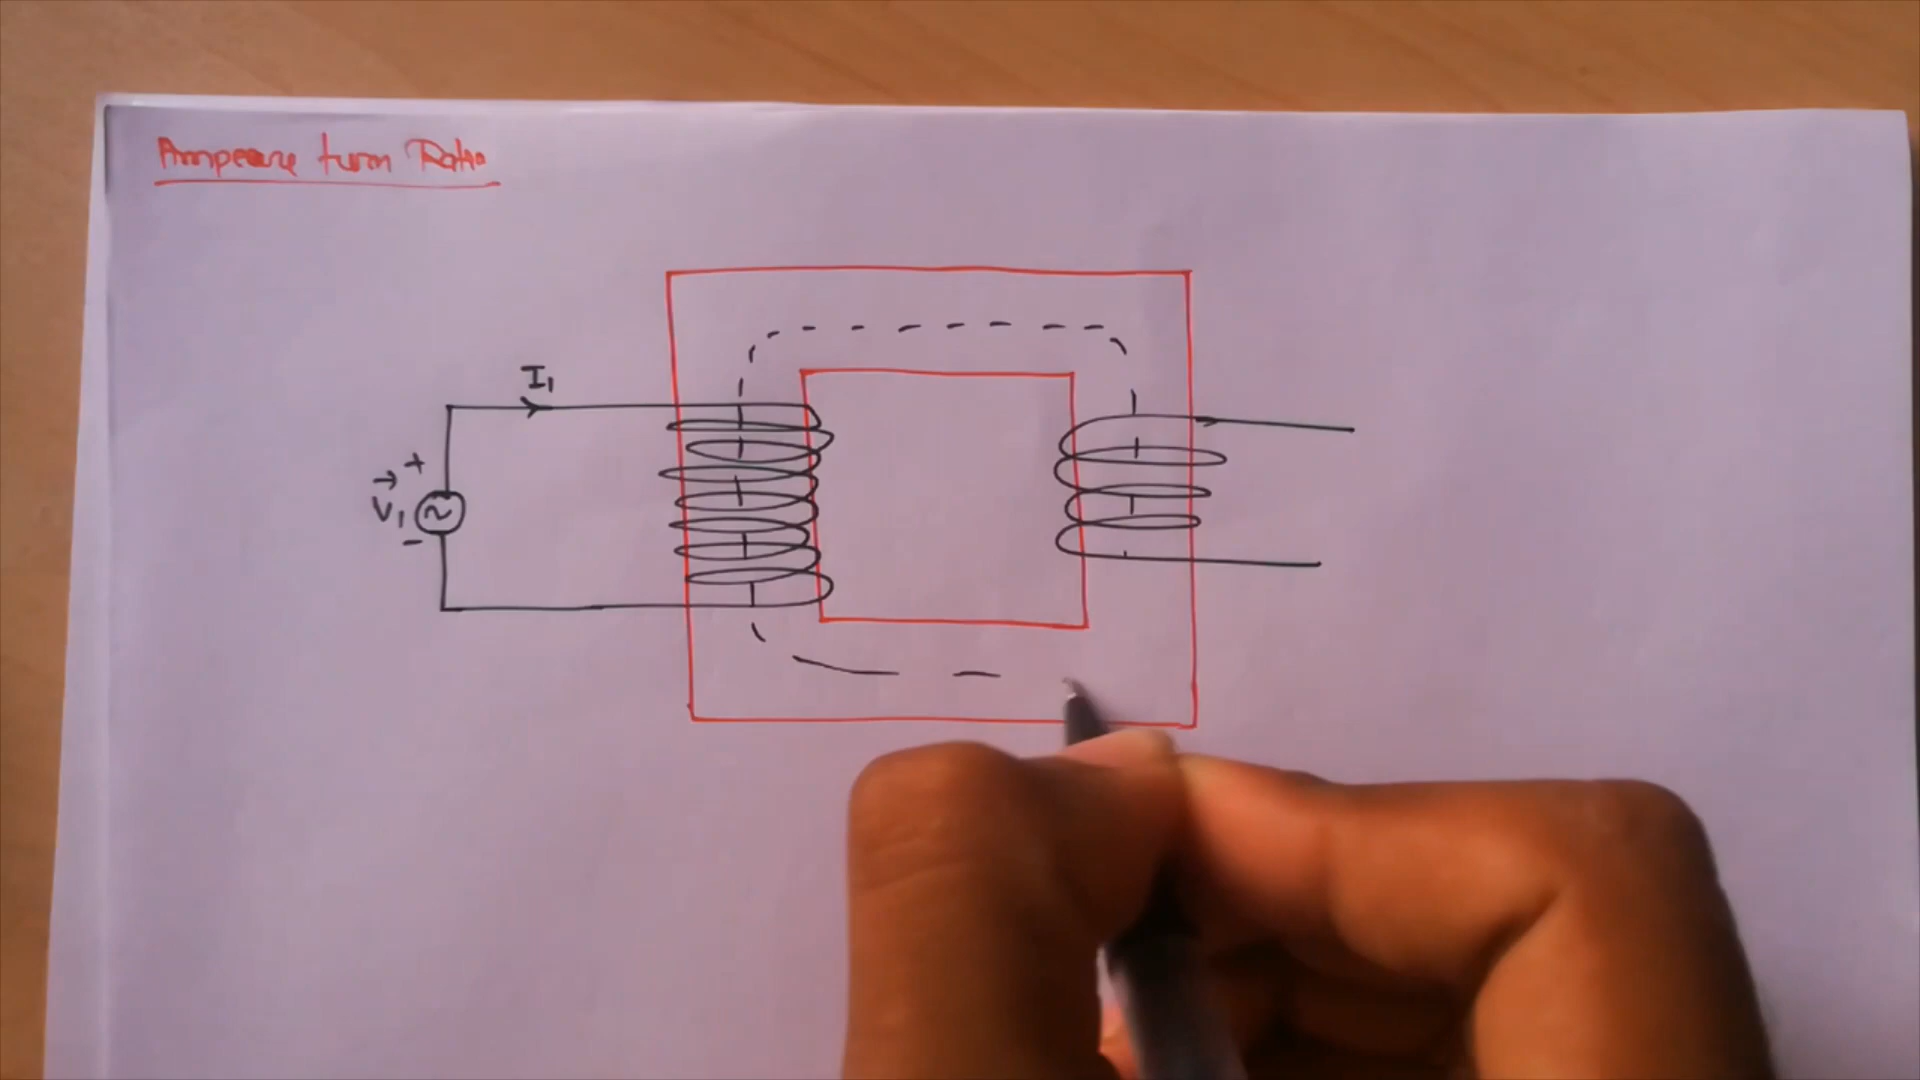 Ampeare turn Ratio
I₁
+
V₁
~
-